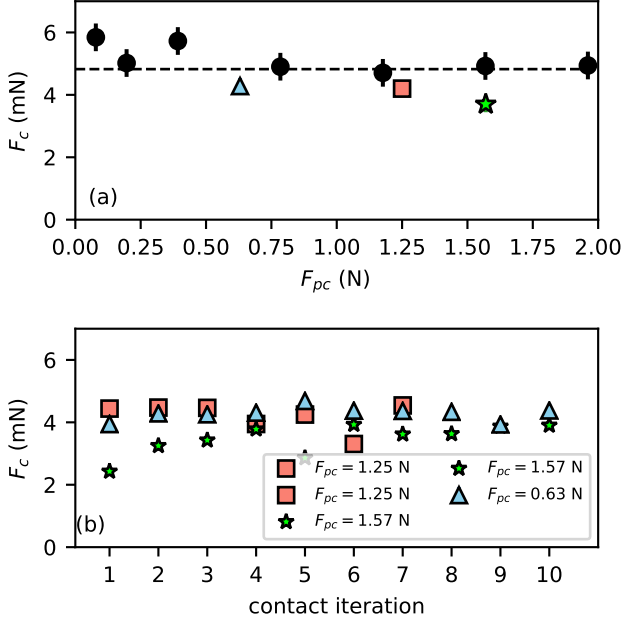 6
4
2
0
F_c (mN)
(a)
0.00 0.25 0.50 0.75 1.00 1.25 1.50 1.75 2.00
F_pc (N)
6
4
2
0
F_c (mN)
(b)
F_pc = 1.25 N F_pc = 1.57 N
F_pc = 1.25 N F_pc = 0.63 N
F_pc = 1.57 N
1 2 3 4 5 6 7 8 9 10
contact iteration